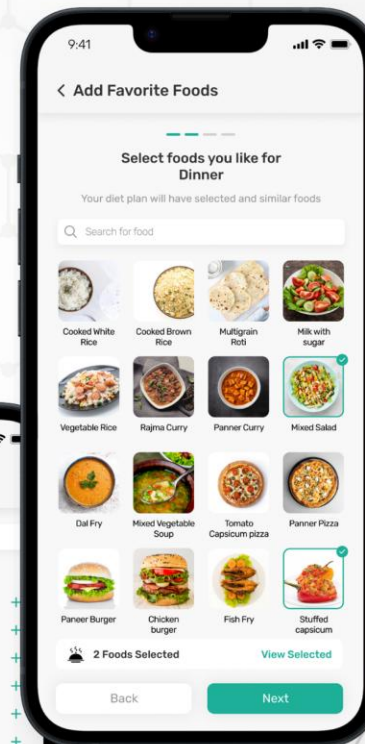 9:41
Add Favorite Foods
Select foods you like for
Dinner
Your diet plan will have selected and similar foods
Search for food
Cooked White
Rice
Cooked Brown
Rice
Multigrain
Roti
Milk with
sugar
Vegetable Rice
Rajma Curry
Panner Curry
Mixed Salad
Dal Fry
Mixed Vegetable
Soup
Tomato
Capsicum pizza
Panner Pizza
Paneer Burger
Chicken
burger
Fish Fry
Stuffed
capsicum
2 Foods Selected
View Selected
Back
Next